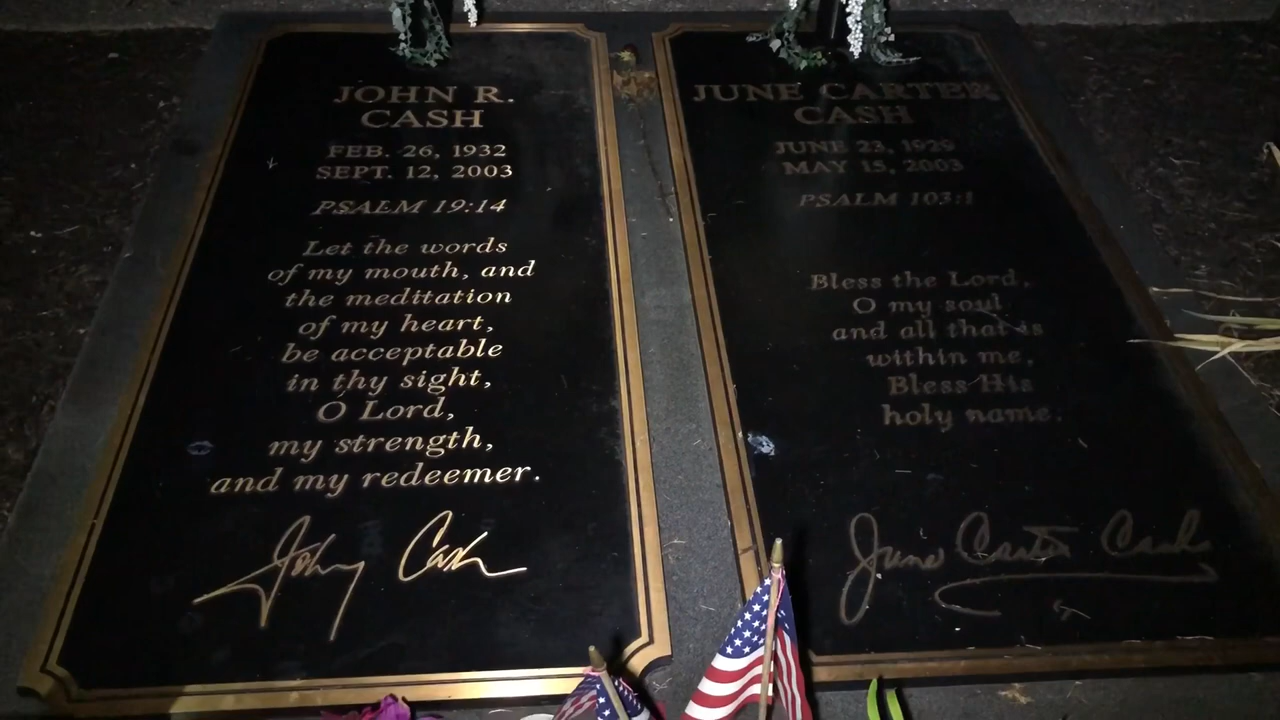 JOHN R.
CASH
FEB. 26, 1932
SEPT. 12, 2003
PSALM 19:14
Let the words
of my mouth, and
the meditation
of my heart,
be acceptable
in thy sight,
O Lord,
my strength,
and my redeemer.
Johny Cash
JUNE CARTER
CASH
JUNE 23, 1929
MAY 15, 2003
PSALM 103:1
Bless the Lord,
O my soul
and all that is
within me,
Bless His
holy name.
June Carter Cash